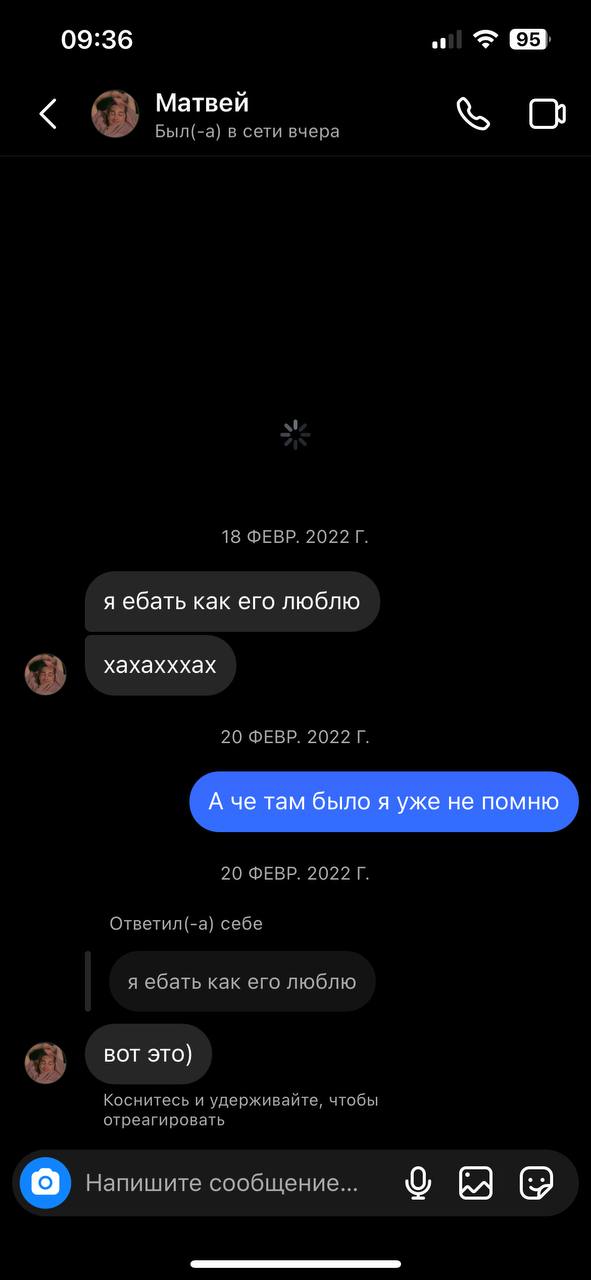 09:36
95
Матвей
Был(-а) в сети вчера
18 ФЕВР. 2022 Г.
я ебать как его люблю
хахахххах
20 ФЕВР. 2022 Г.
А че там было я уже не помню
20 ФЕВР. 2022 Г.
Ответил(-а) себе
я ебать как его люблю
вот это)
Коснитесь и удерживайте, чтобы
отреагировать
Напишите сообщение...